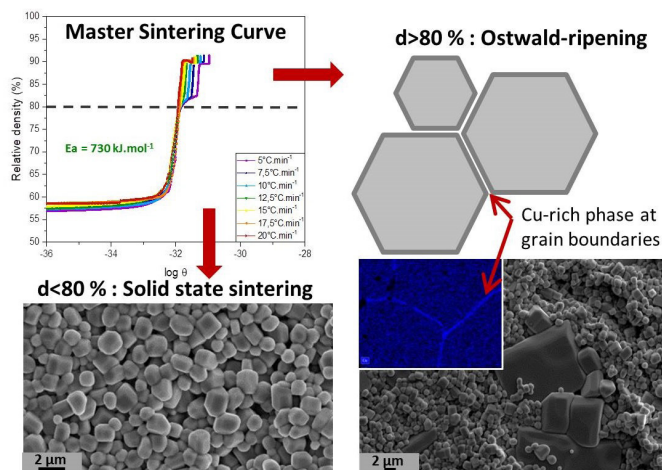 Master Sintering Curve
d>80 % : Ostwald-ripening
Relative density (%)
100
95
90
85
80
75
70
65
60
55
50
Ea = 730 kJ.mol⁻¹
5°C.min⁻¹
7,5°C.min⁻¹
10°C.min⁻¹
12,5°C.min⁻¹
15°C.min⁻¹
17,5°C.min⁻¹
20°C.min⁻¹
-36
-34
-32
-30
-28
log θ
Cu-rich phase at
grain boundaries
d<80 % : Solid state sintering
2 µm
2 µm